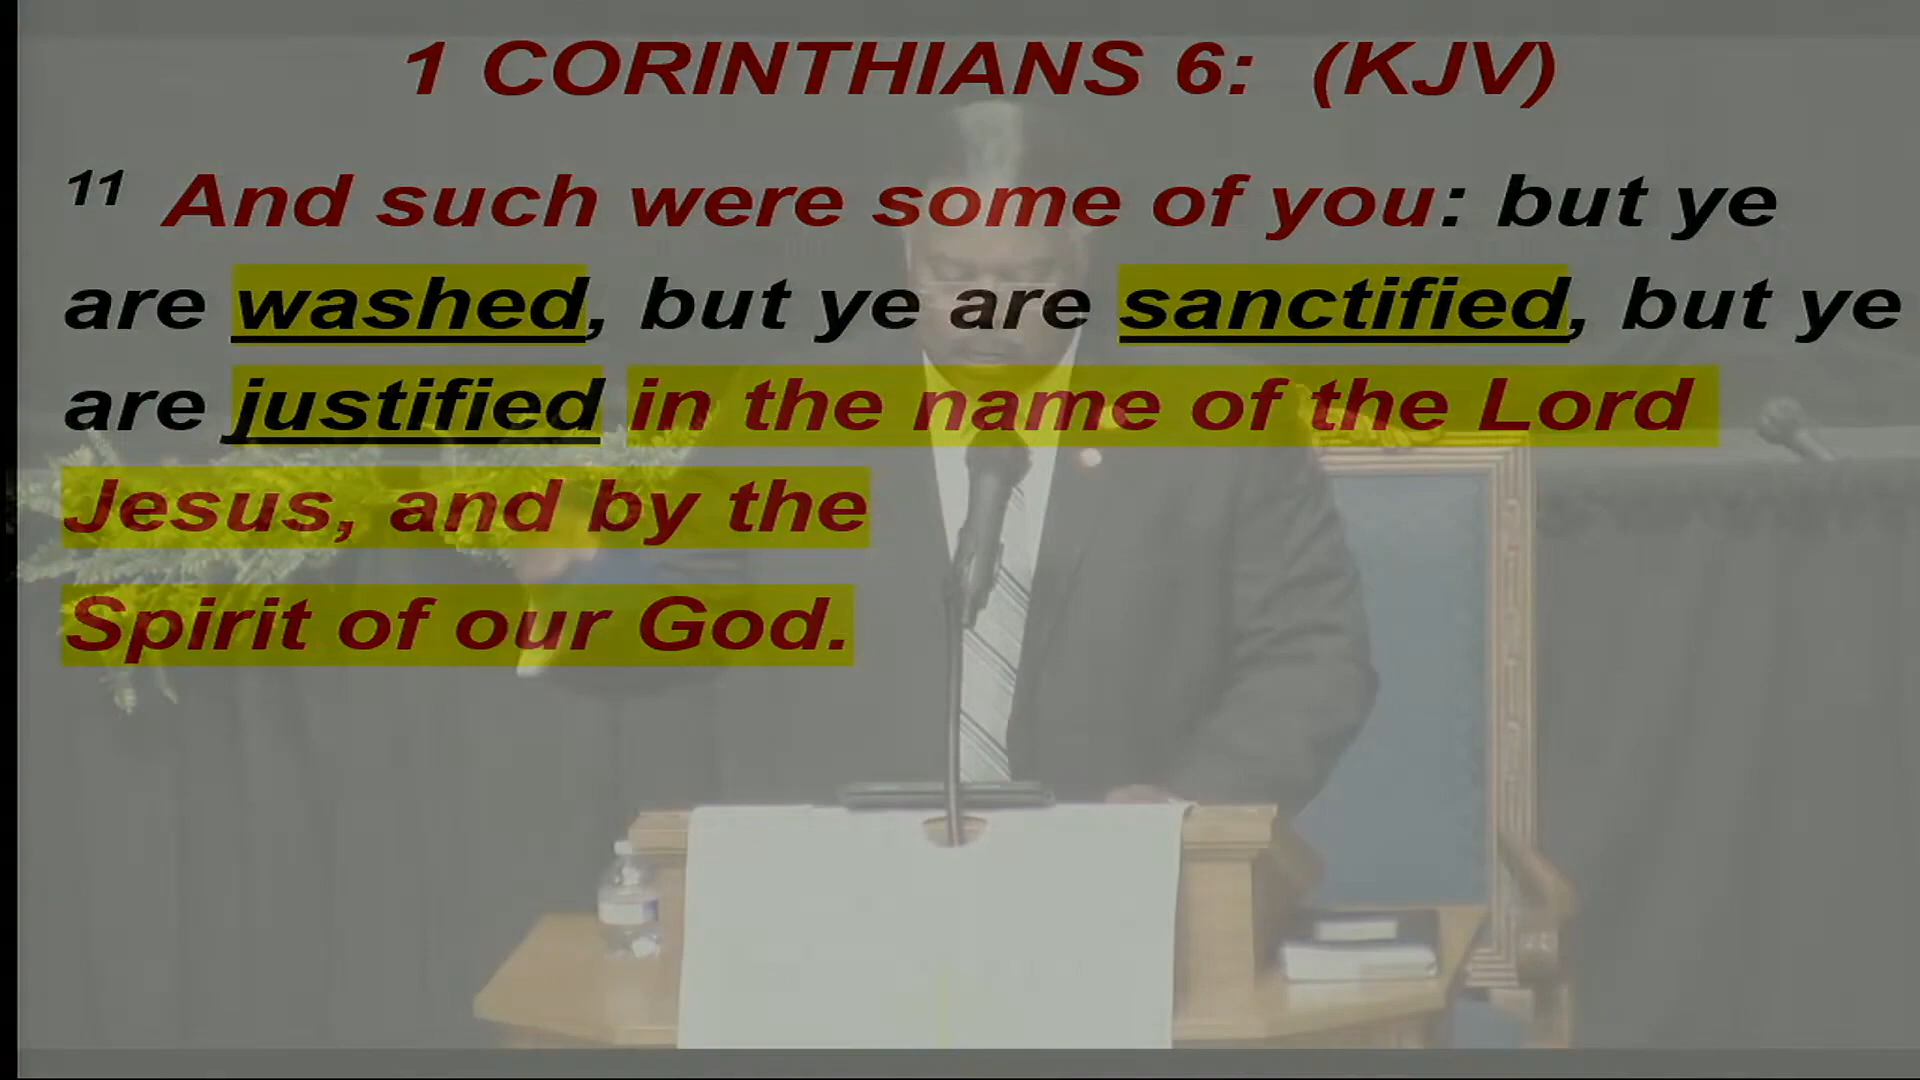 1 CORINTHIANS 6: (KJV)
11 And such were some of you: but ye
are washed, but ye are sanctified, but ye
are justified in the name of the Lord
Jesus, and by the
Spirit of our God.